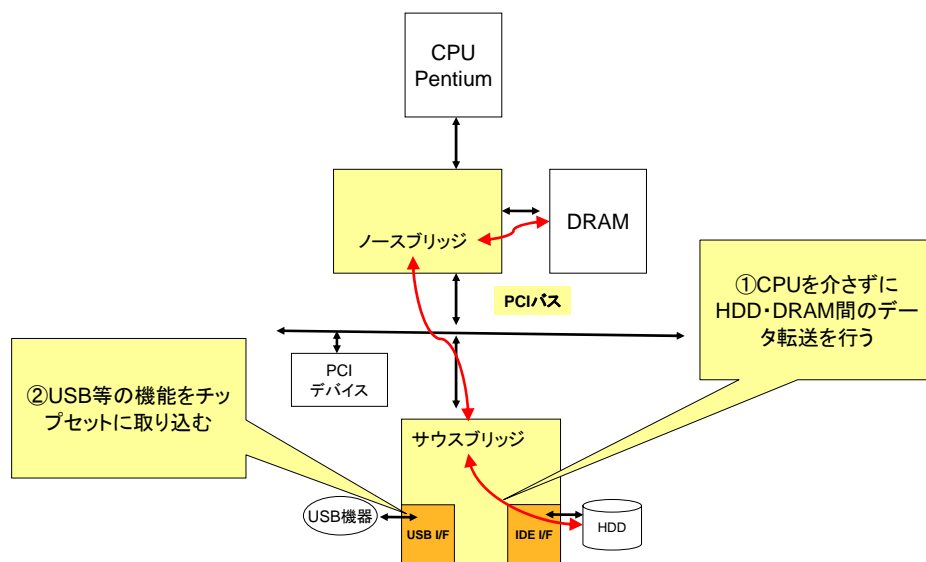 CPU
Pentium
ノースブリッジ
DRAM
PCIバス
①CPUを介さずに
HDD・DRAM間のデー
タ転送を行う
PCI
デバイス
②USB等の機能をチッ
プセットに取り込む
サウスブリッジ
USB機器
USB I/F
IDE I/F
HDD